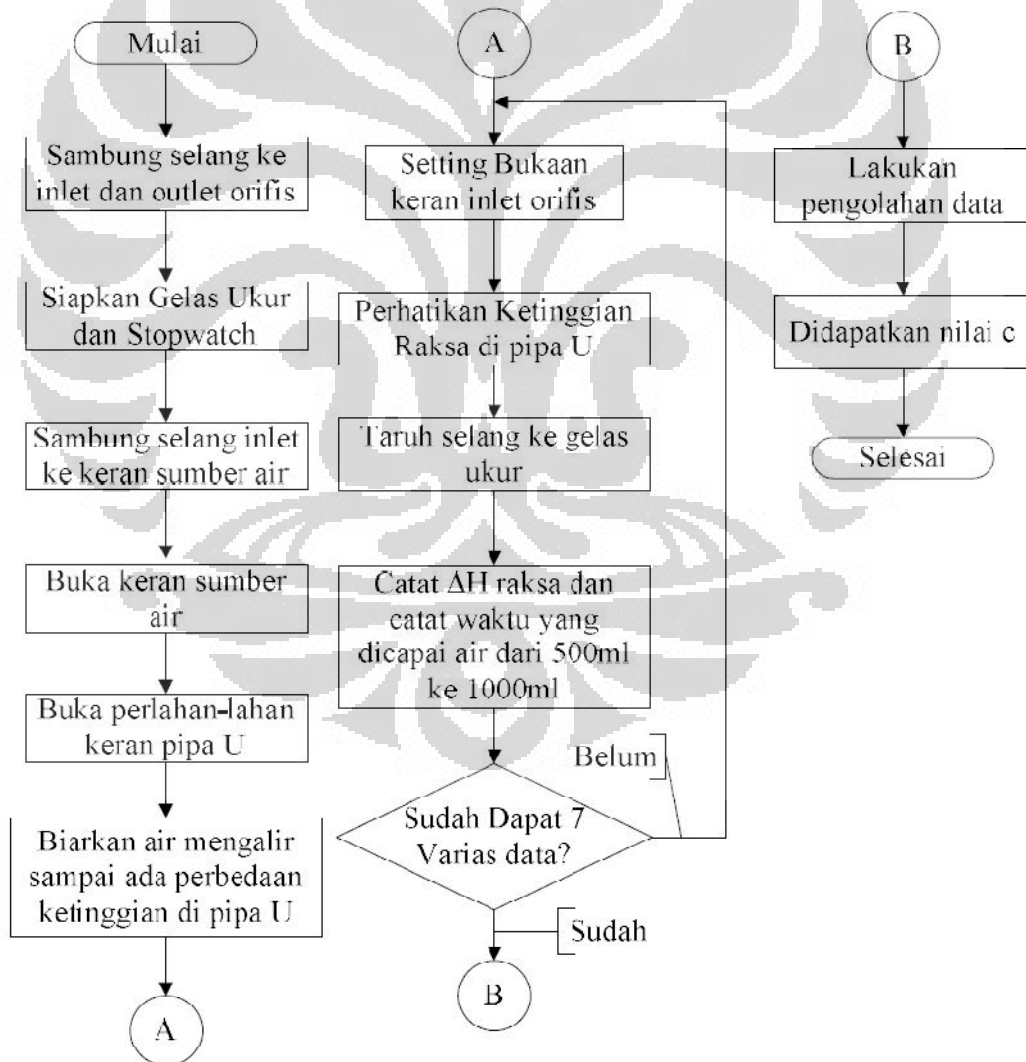 Mulai
Sambung selang ke
inlet dan outlet orifis
Siapkan Gelas Ukur
dan Stopwatch
Sambung selang inlet
ke keran sumber air
Buka keran sumber
air
Buka perlahan-lahan
keran pipa U
Biarkan air mengalir
sampai ada perbedaan
ketinggian di pipa U
A
A
Setting Bukaan
keran inlet orifis
Perhatikan Ketinggian
Raksa di pipa U
Taruh selang ke gelas
ukur
Catat ΔH raksa dan
catat waktu yang
dicapai air dari 500ml
ke 1000ml
Sudah Dapat 7
Varias data?
Belum
Sudah
B
B
Lakukan
pengolahan data
Didapatkan nilai c
Selesai